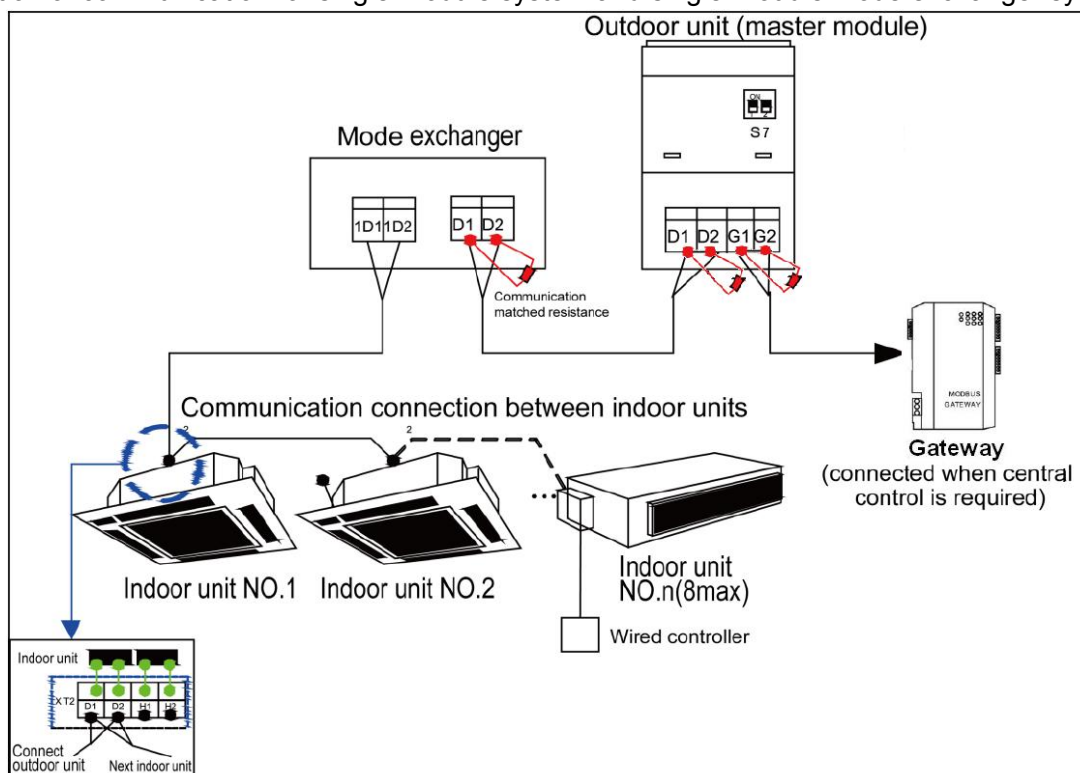 Outdoor unit (master module)
ON
1 2
S7
Mode exchanger
1D1 1D2
D1 D2
D1 D2 G1 G2
Communication
matched resistance
MODBUS
GATEWAY
Gateway
(connected when central
control is required)
Communication connection between indoor units
2
2
Indoor unit NO.1
Indoor unit NO.2
Indoor unit
NO.n(8max)
Wired controller
Indoor unit
XT2
D1 D2 H1 H2
Connect
outdoor unit
Next indoor unit